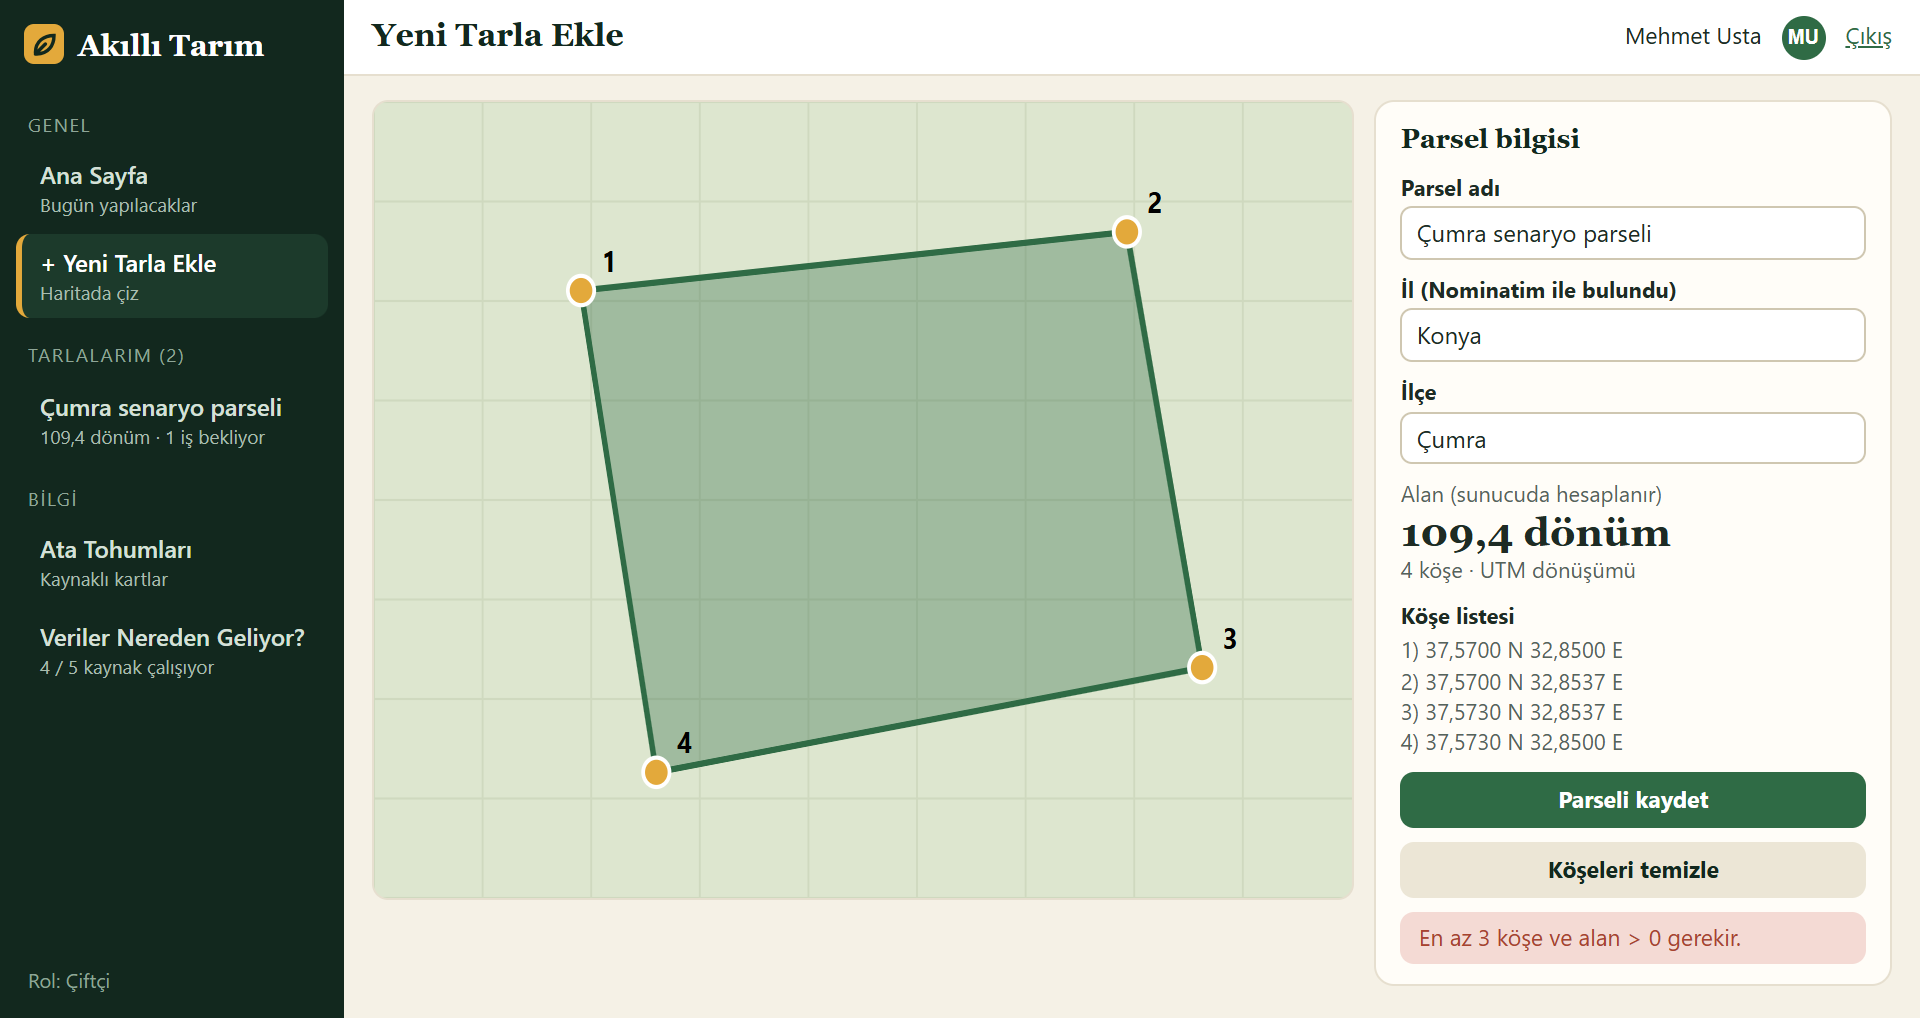 Akıllı Tarım
GENEL
Ana Sayfa
Bugün yapılacaklar
+ Yeni Tarla Ekle
Haritada çiz
TARLALARIM (2)
Çumra senaryo parseli
109,4 dönüm · 1 iş bekliyor
BİLGİ
Ata Tohumları
Kaynaklı kartlar
Veriler Nereden Geliyor?
4 / 5 kaynak çalışıyor
Rol: Çiftçi
Yeni Tarla Ekle
Mehmet Usta MU Çıkış
1
2
3
4
Parsel bilgisi
Parsel adı
Çumra senaryo parseli
İl (Nominatim ile bulundu)
Konya
İlçe
Çumra
Alan (sunucuda hesaplanır)
109,4 dönüm
4 köşe · UTM dönüşümü
Köşe listesi
1) 37,5700 N 32,8500 E
2) 37,5700 N 32,8537 E
3) 37,5730 N 32,8537 E
4) 37,5730 N 32,8500 E
Parseli kaydet
Köşeleri temizle
En az 3 köşe ve alan > 0 gerekir.